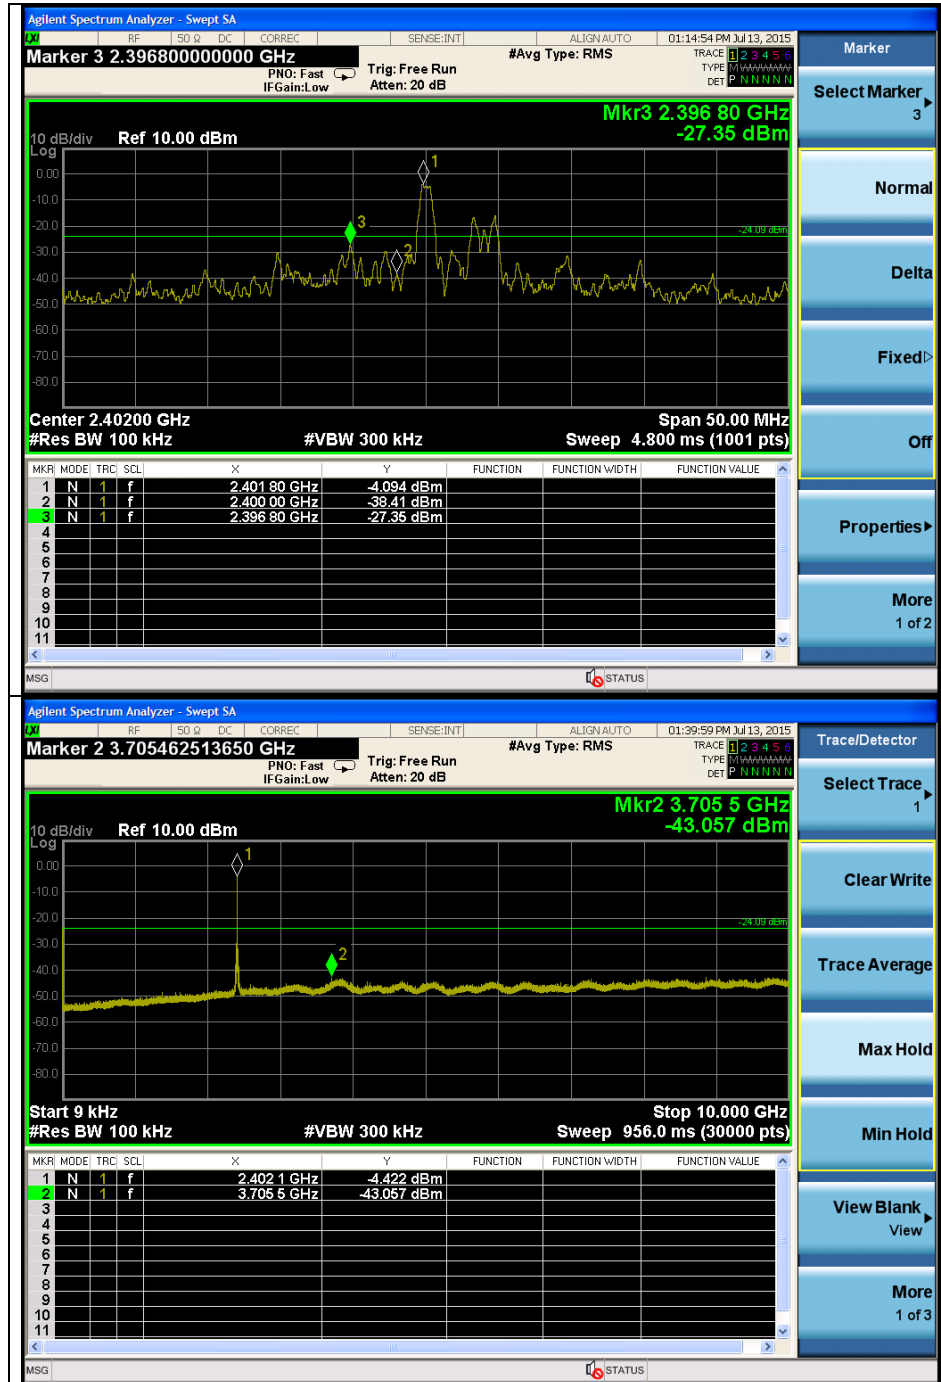 Agilent Spectrum Analyzer - Swept SA
LXI RF 50 Ω DC CORREC SENSE:INT ALIGN AUTO 01:14:54 PM Jul 13, 2015
Marker 3 2.396800000000 GHz
PNO: Fast
IFGain:Low
Trig: Free Run
Atten: 20 dB
#Avg Type: RMS
TRACE 1 2 3 4 5 6
TYPE M WWWWW
DET P N N N N N
Mkr3 2.396 80 GHz
-27.35 dBm
10 dB/div Ref 10.00 dBm
Log
0.00
-10.0
-20.0
-30.0
-40.0
-50.0
-60.0
-70.0
-80.0
1
3
2
-24.09 dBm
Center 2.40200 GHz Span 50.00 MHz
#Res BW 100 kHz #VBW 300 kHz Sweep 4.800 ms (1001 pts)
MKR MODE TRC SCL X Y FUNCTION FUNCTION WIDTH FUNCTION VALUE
1 N 1 f 2.401 80 GHz -4.094 dBm
2 N 1 f 2.400 00 GHz -38.41 dBm
3 N 1 f 2.396 80 GHz -27.35 dBm
4
5
6
7
8
9
10
11
MSG STATUS
Marker
Select Marker
3
Normal
Delta
Fixed
Off
Properties
More
1 of 2
Agilent Spectrum Analyzer - Swept SA
LXI RF 50 Ω DC CORREC SENSE:INT ALIGN AUTO 01:39:59 PM Jul 13, 2015
Marker 2 3.705462513650 GHz
PNO: Fast
IFGain:Low
Trig: Free Run
Atten: 20 dB
#Avg Type: RMS
TRACE 1 2 3 4 5 6
TYPE M WWWWW
DET P N N N N N
Mkr2 3.705 5 GHz
-43.057 dBm
10 dB/div Ref 10.00 dBm
Log
0.00
-10.0
-20.0
-30.0
-40.0
-50.0
-60.0
-70.0
-80.0
1
2
-24.09 dBm
Start 9 kHz Stop 10.000 GHz
#Res BW 100 kHz #VBW 300 kHz Sweep 956.0 ms (30000 pts)
MKR MODE TRC SCL X Y FUNCTION FUNCTION WIDTH FUNCTION VALUE
1 N 1 f 2.402 1 GHz -4.422 dBm
2 N 1 f 3.705 5 GHz -43.057 dBm
3
4
5
6
7
8
9
10
11
MSG STATUS
Trace/Detector
Select Trace
1
Clear Write
Trace Average
Max Hold
Min Hold
View Blank
View
More
1 of 3